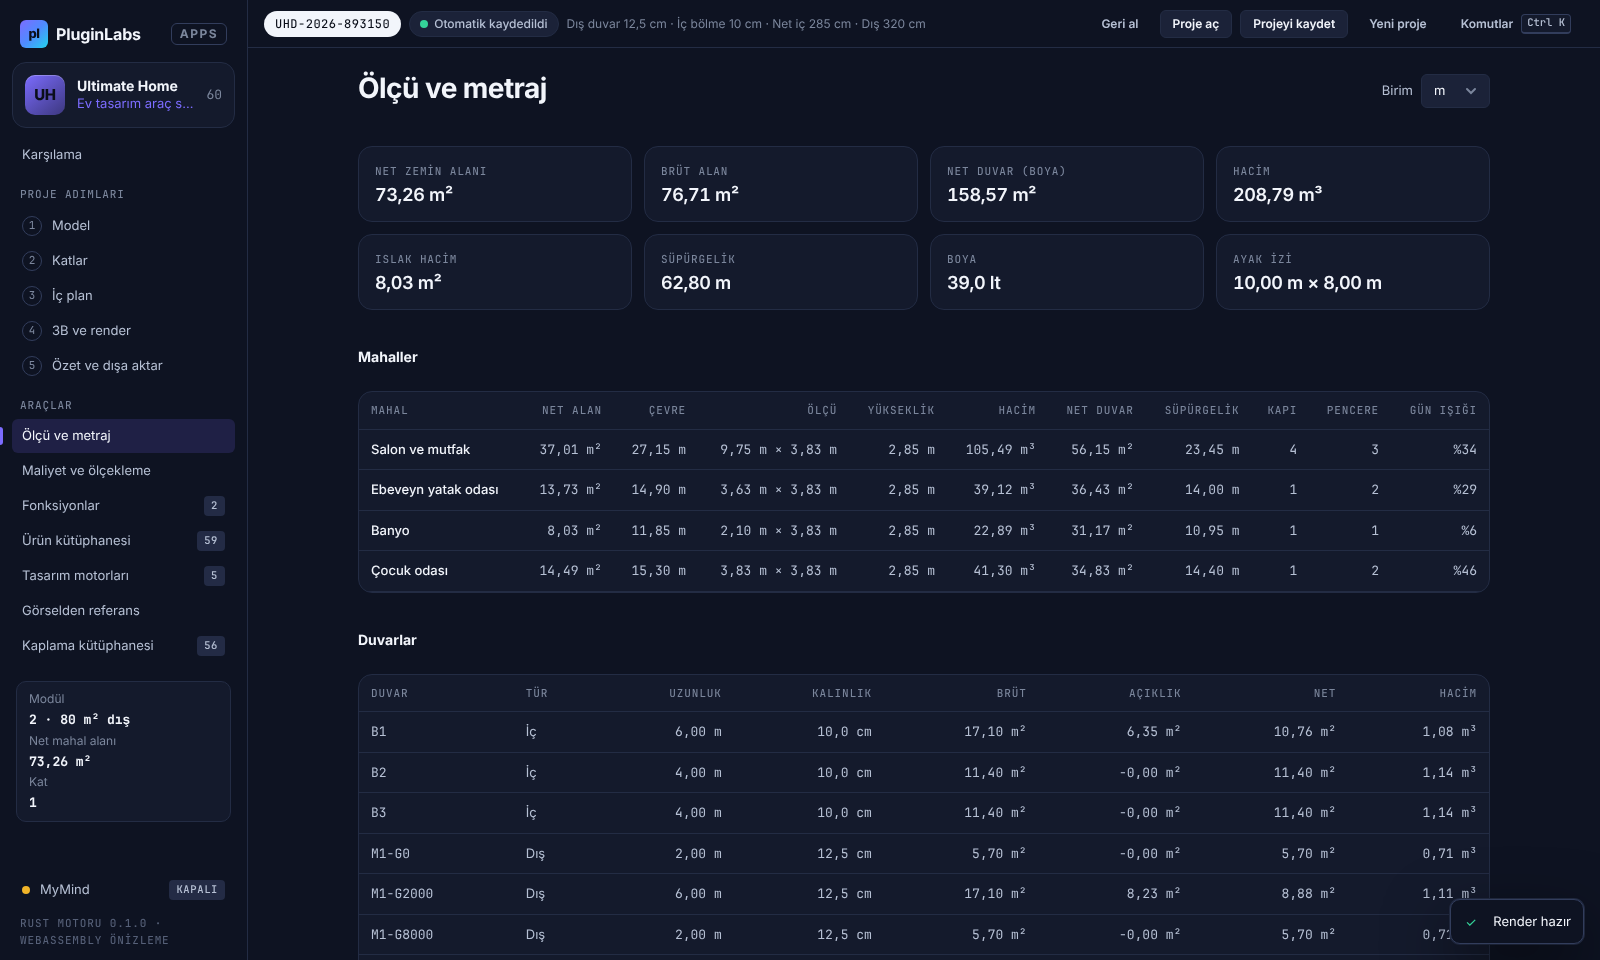 pl PluginLabs APPS
UH Ultimate Home
Ev tasarım araç s... 60
Karşılama
PROJE ADIMLARI
1 Model
2 Katlar
3 İç plan
4 3B ve render
5 Özet ve dışa aktar
ARAÇLAR
Ölçü ve metraj
Maliyet ve ölçekleme
Fonksiyonlar 2
Ürün kütüphanesi 59
Tasarım motorları 5
Görselden referans
Kaplama kütüphanesi 56
Modül
2 · 80 m² dış
Net mahal alanı
73,26 m²
Kat
1
MyMind KAPALI
RUST MOTORU 0.1.0 ·
WEBASSEMBLY ÖNİZLEME
UHD-2026-893150 Otomatik kaydedildi Dış duvar 12,5 cm · İç bölme 10 cm · Net iç 285 cm · Dış 320 cm Geri al Proje aç Projeyi kaydet Yeni proje Komutlar Ctrl K
Ölçü ve metraj Birim m
NET ZEMİN ALANI BRÜT ALAN NET DUVAR (BOYA) HACİM
73,26 m² 76,71 m² 158,57 m² 208,79 m³
ISLAK HACİM SÜPÜRGELİK BOYA AYAK İZİ
8,03 m² 62,80 m 39,0 lt 10,00 m × 8,00 m
Mahaller
MAHAL NET ALAN ÇEVRE ÖLÇÜ YÜKSEKLİK HACİM NET DUVAR SÜPÜRGELİK KAPI PENCERE GÜN IŞIĞI
Salon ve mutfak 37,01 m² 27,15 m 9,75 m × 3,83 m 2,85 m 105,49 m³ 56,15 m² 23,45 m 4 3 %34
Ebeveyn yatak odası 13,73 m² 14,90 m 3,63 m × 3,83 m 2,85 m 39,12 m³ 36,43 m² 14,00 m 1 2 %29
Banyo 8,03 m² 11,85 m 2,10 m × 3,83 m 2,85 m 22,89 m³ 31,17 m² 10,95 m 1 1 %6
Çocuk odası 14,49 m² 15,30 m 3,83 m × 3,83 m 2,85 m 41,30 m³ 34,83 m² 14,40 m 1 2 %46
Duvarlar
DUVAR TÜR UZUNLUK KALINLIK BRÜT AÇIKLIK NET HACİM
B1 İç 6,00 m 10,0 cm 17,10 m² 6,35 m² 10,76 m² 1,08 m³
B2 İç 4,00 m 10,0 cm 11,40 m² -0,00 m² 11,40 m² 1,14 m³
B3 İç 4,00 m 10,0 cm 11,40 m² -0,00 m² 11,40 m² 1,14 m³
M1-G0 Dış 2,00 m 12,5 cm 5,70 m² -0,00 m² 5,70 m² 0,71 m³
M1-G2000 Dış 6,00 m 12,5 cm 17,10 m² 8,23 m² 8,88 m² 1,11 m³
M1-G8000 Dış 2,00 m 12,5 cm 5,70 m² -0,00 m² 5,70 m²
Render hazır